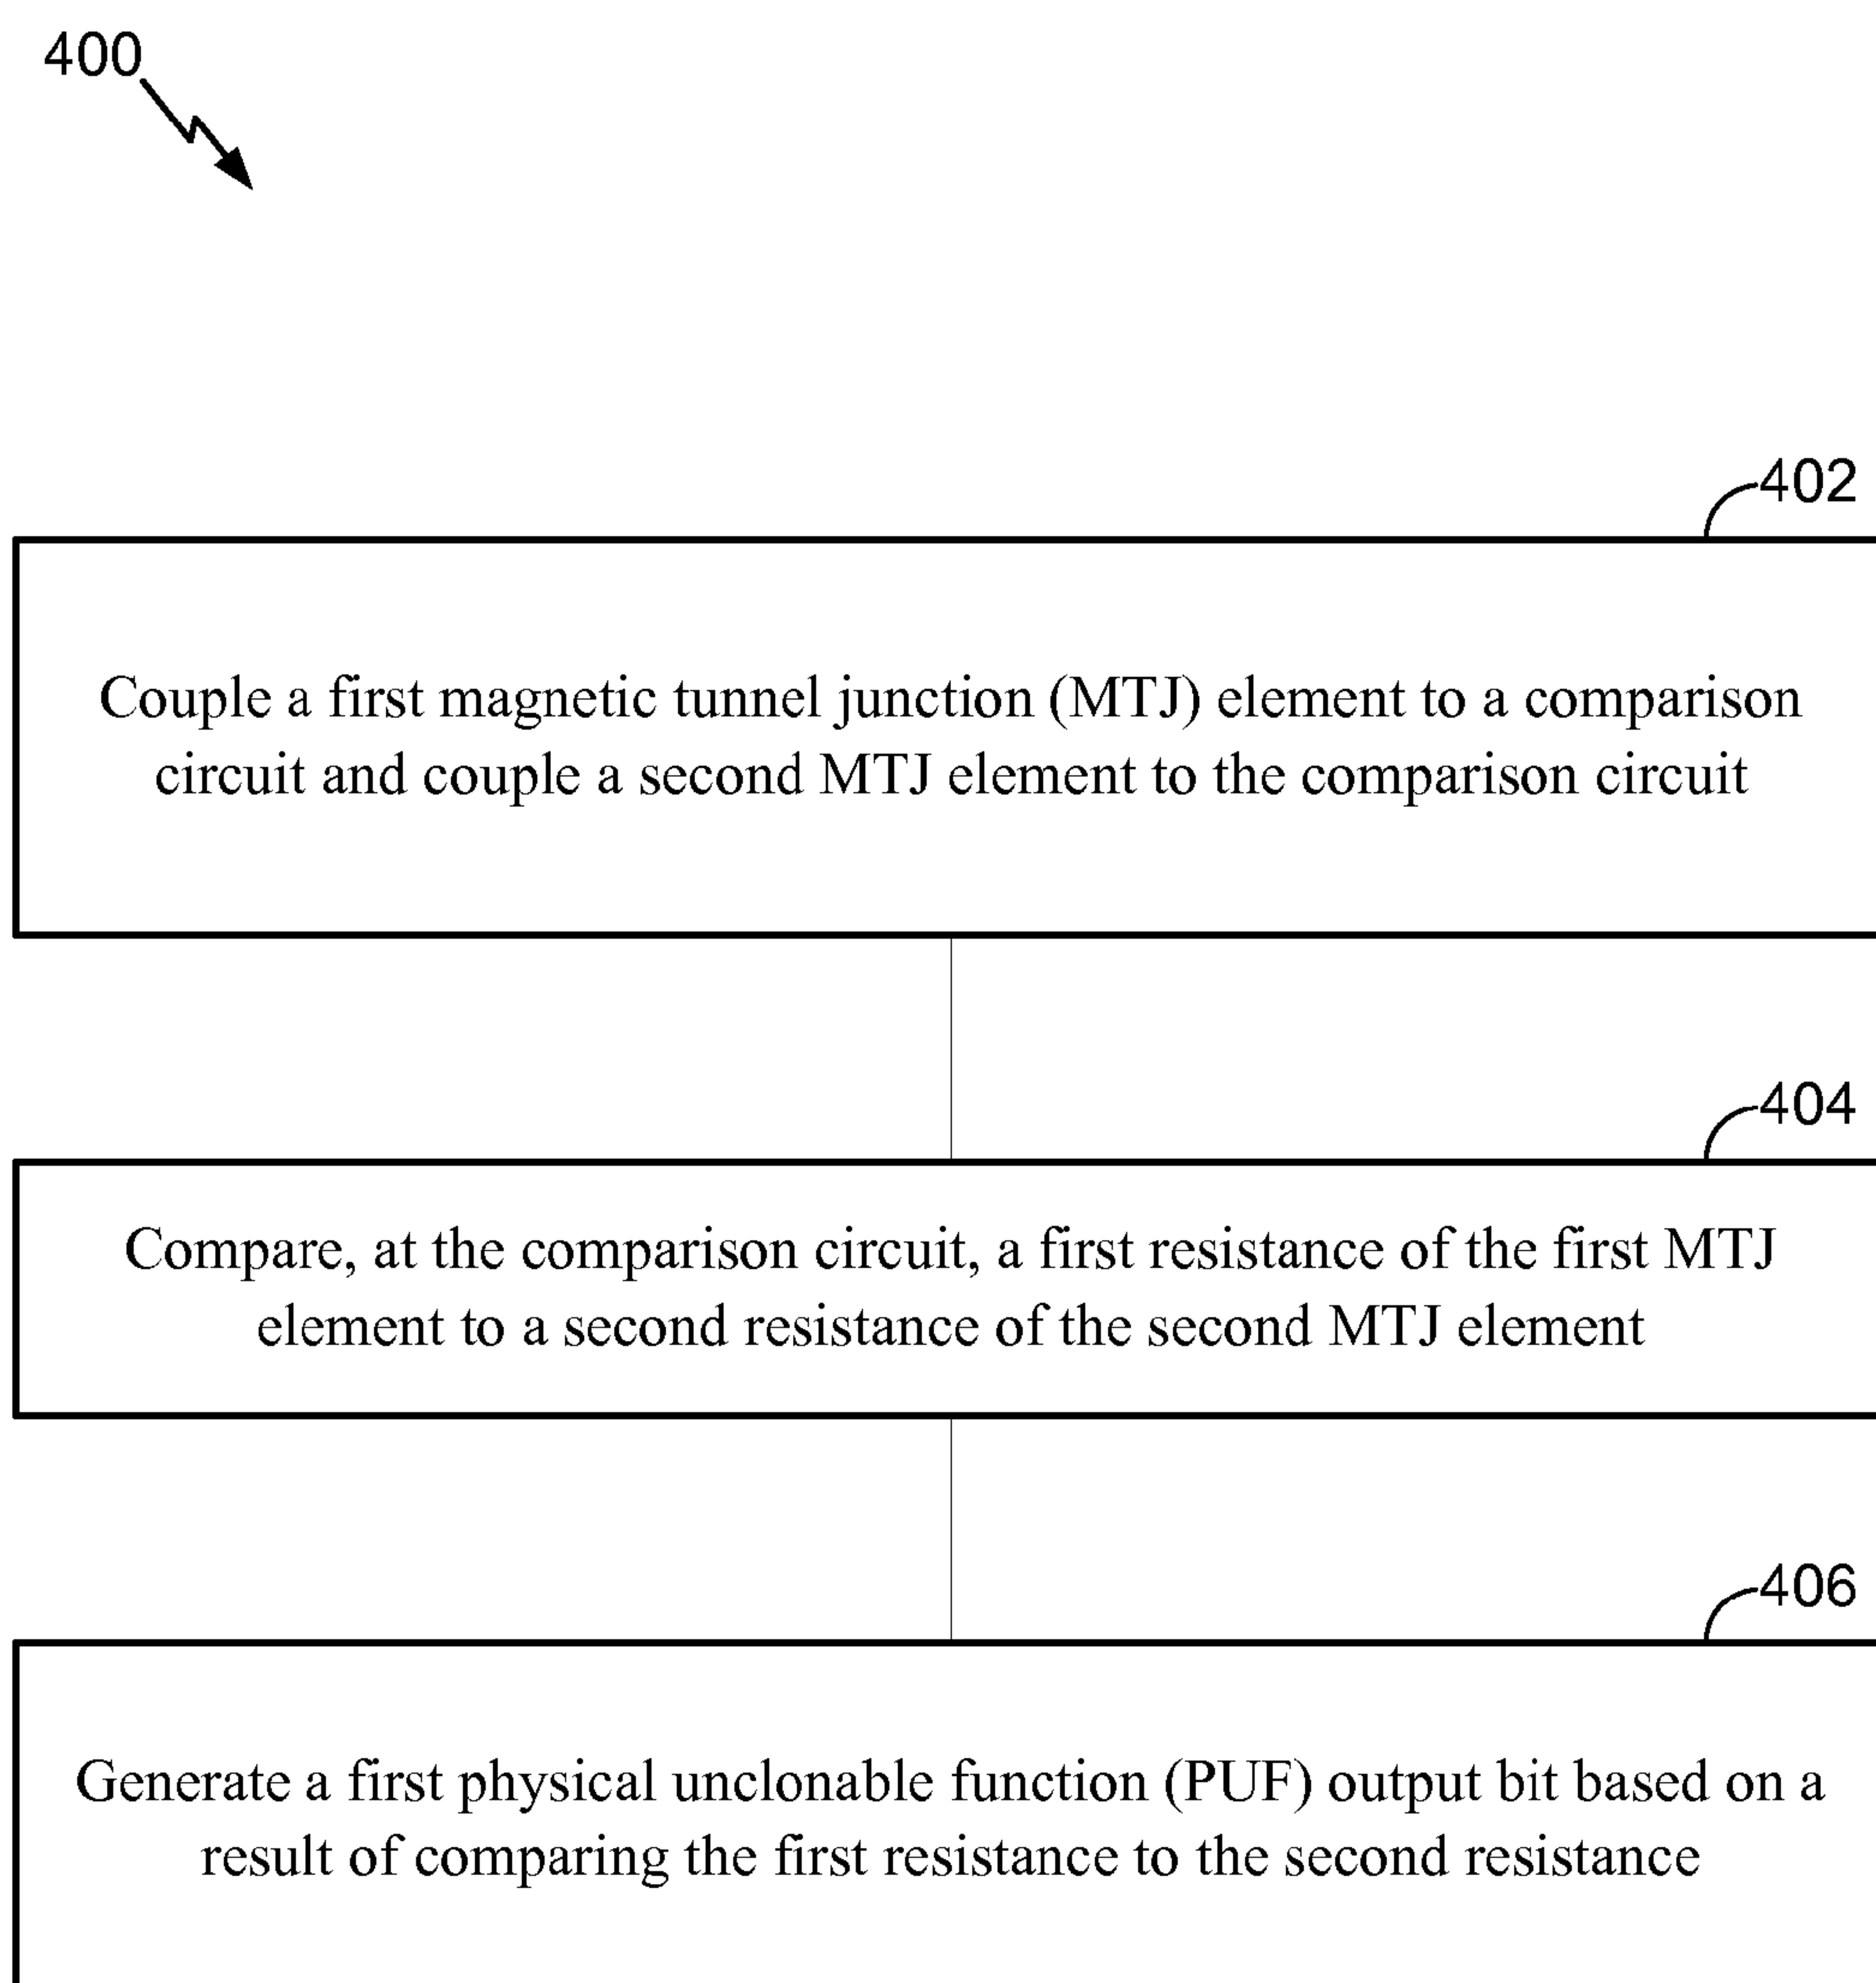 400
402
Couple a first magnetic tunnel junction (MTJ) element to a comparison
circuit and couple a second MTJ element to the comparison circuit
404
Compare, at the comparison circuit, a first resistance of the first MTJ
element to a second resistance of the second MTJ element
406
Generate a first physical unclonable function (PUF) output bit based on a
result of comparing the first resistance to the second resistance